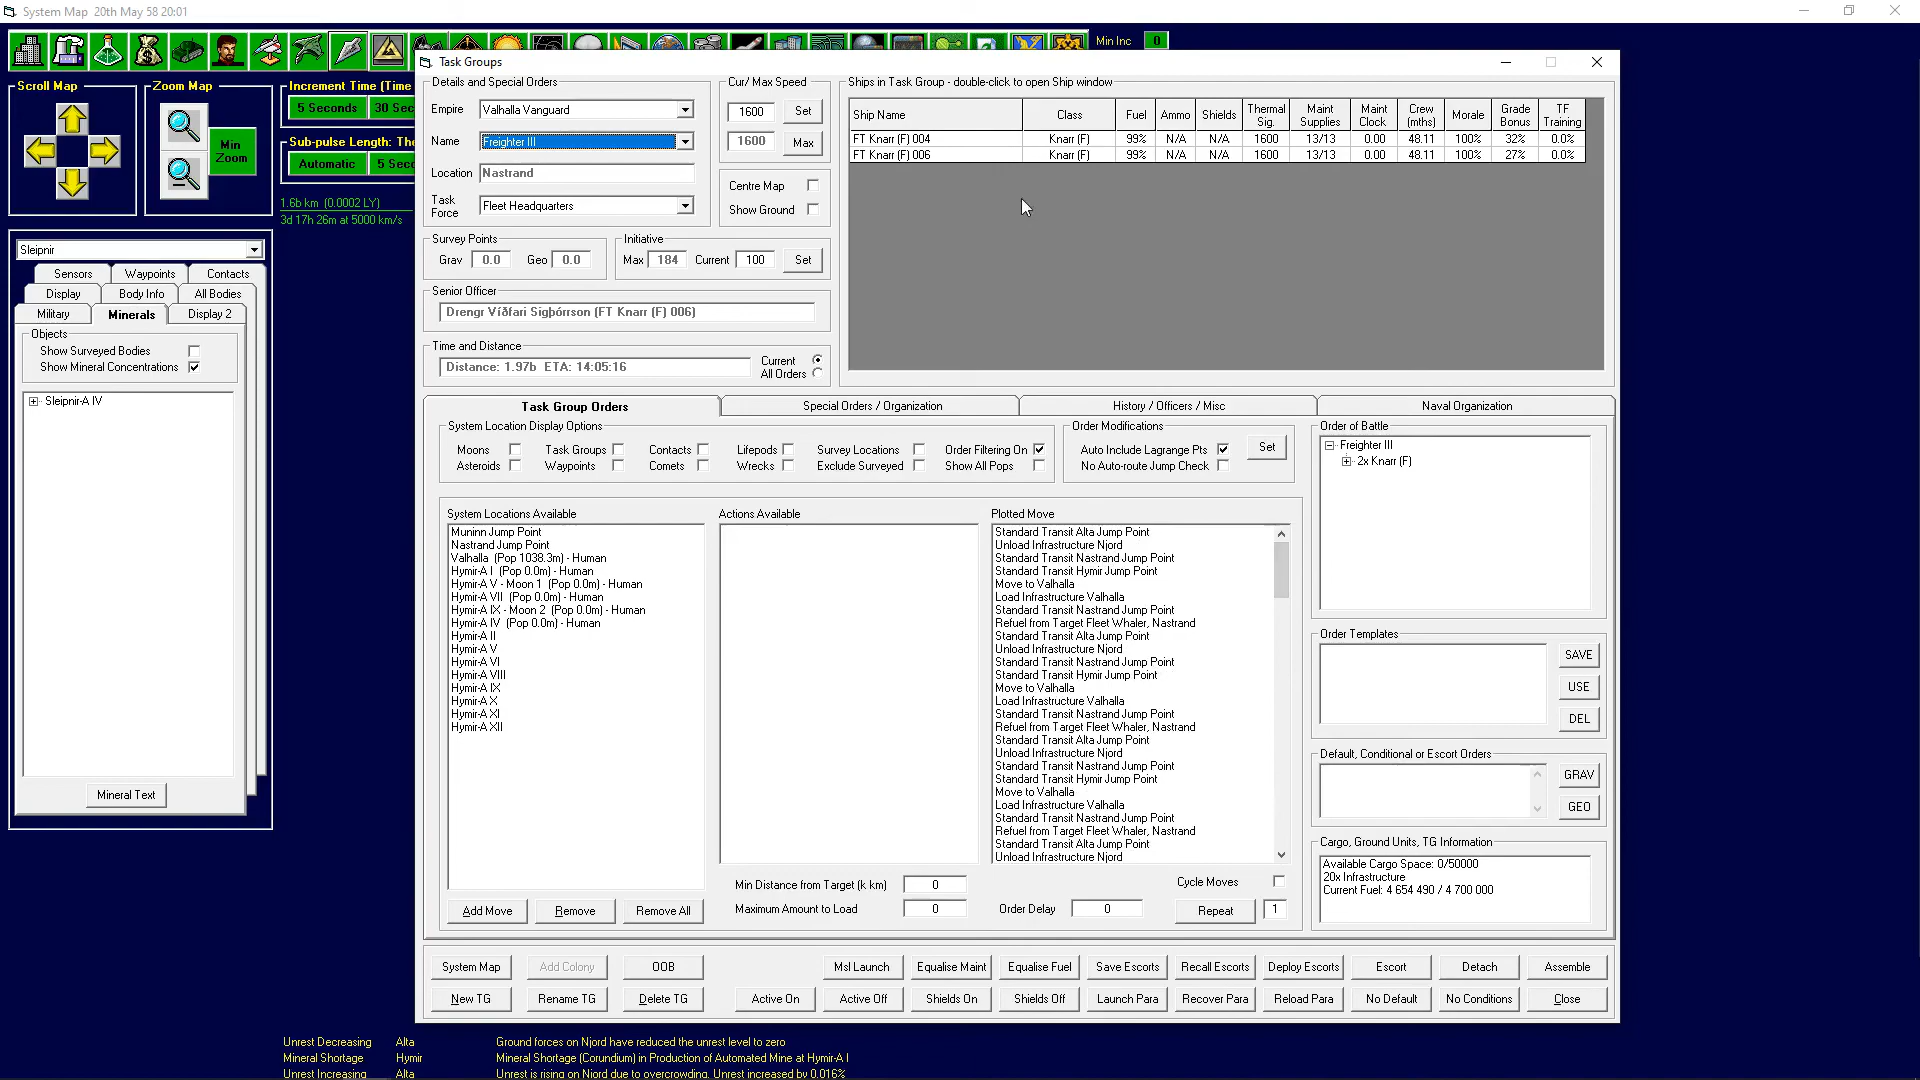 System Map 20th May 58 20:01
Min Inc 0
Scroll Map
Zoom Map
Min Zoom
Increment Time (Time
5 Seconds 30 Sec
Sub-pulse Length: The
Automatic 5 Sec
1.6b km (0.0002 LY)
3d 17h 26m at 5000 km/s
Sleipnir
Sensors Waypoints Contacts
Display Body Info All Bodies
Military Minerals Display 2
Objects
Show Surveyed Bodies
Show Mineral Concentrations
Sleipnir-A IV
Mineral Text
Task Groups
Details and Special Orders
Empire Valhalla Vanguard
Name Freighter III
Location Nastrand
Task Force Fleet Headquarters
Cur/ Max Speed
1600 Set
1600 Max
Centre Map
Show Ground
Survey Points
Grav 0.0 Geo 0.0
Initiative
Max 184 Current 100 Set
Senior Officer
Drengr Víðfari Sigþórrson (FT Knarr (F) 006)
Time and Distance
Distance: 1.97b ETA: 14:05:16
Current
All Orders
Ships in Task Group - double-click to open Ship window
Ship Name Class Fuel Ammo Shields Thermal Sig. Maint Supplies Maint Clock Crew (mths) Morale Grade Bonus TF Training
FT Knarr (F) 004 Knarr (F) 99% N/A N/A 1600 13/13 0.00 48.11 100% 32% 0.0%
FT Knarr (F) 006 Knarr (F) 99% N/A N/A 1600 13/13 0.00 48.11 100% 27% 0.0%
Task Group Orders Special Orders / Organization History / Officers / Misc Naval Organization
System Location Display Options
Moons Task Groups Contacts Lifepods Survey Locations Order Filtering On
Asteroids Waypoints Comets Wrecks Exclude Surveyed Show All Pops
Order Modifications
Auto Include Lagrange Pts Set
No Auto-route Jump Check
System Locations Available
Muninn Jump Point
Nastrand Jump Point
Valhalla (Pop 1038.3m) - Human
Hymir-A I (Pop 0.0m) - Human
Hymir-A V - Moon 1 (Pop 0.0m) - Human
Hymir-A VII (Pop 0.0m) - Human
Hymir-A IX - Moon 2 (Pop 0.0m) - Human
Hymir-A IV (Pop 0.0m) - Human
Hymir-A II
Hymir-A V
Hymir-A VI
Hymir-A VIII
Hymir-A IX
Hymir-A X
Hymir-A XI
Hymir-A XII
Add Move Remove Remove All
Actions Available
Plotted Move
Standard Transit Alta Jump Point
Unload Infrastructure Njord
Standard Transit Nastrand Jump Point
Standard Transit Hymir Jump Point
Move to Valhalla
Load Infrastructure Valhalla
Standard Transit Nastrand Jump Point
Refuel from Target Fleet Whaler, Nastrand
Standard Transit Alta Jump Point
Unload Infrastructure Njord
Standard Transit Nastrand Jump Point
Standard Transit Hymir Jump Point
Move to Valhalla
Load Infrastructure Valhalla
Standard Transit Nastrand Jump Point
Refuel from Target Fleet Whaler, Nastrand
Standard Transit Alta Jump Point
Unload Infrastructure Njord
Standard Transit Nastrand Jump Point
Standard Transit Hymir Jump Point
Move to Valhalla
Load Infrastructure Valhalla
Standard Transit Nastrand Jump Point
Refuel from Target Fleet Whaler, Nastrand
Standard Transit Alta Jump Point
Unload Infrastructure Njord
Min Distance from Target (k km) 0
Maximum Amount to Load 0
Cycle Moves
Order Delay 0 Repeat 1
Order of Battle
Freighter III
2x Knarr (F)
Order Templates
SAVE
USE
DEL
Default, Conditional or Escort Orders
GRAV
GEO
Cargo, Ground Units, TG Information
Available Cargo Space: 0/50000
20x Infrastructure
Current Fuel: 4 654 490 / 4 700 000
System Map Add Colony OOB Msl Launch Equalise Maint Equalise Fuel Save Escorts Recall Escorts Deploy Escorts Escort Detach Assemble
New TG Rename TG Delete TG Active On Active Off Shields On Shields Off Launch Para Recover Para Reload Para No Default No Conditions Close
Unrest Decreasing Alta Ground forces on Njord have reduced the unrest level to zero
Mineral Shortage Hymir Mineral Shortage (Corundium) in Production of Automated Mine at Hymir-A I
Unrest Increasing Alta Unrest is rising on Njord due to overcrowding. Unrest increased by 0.016%